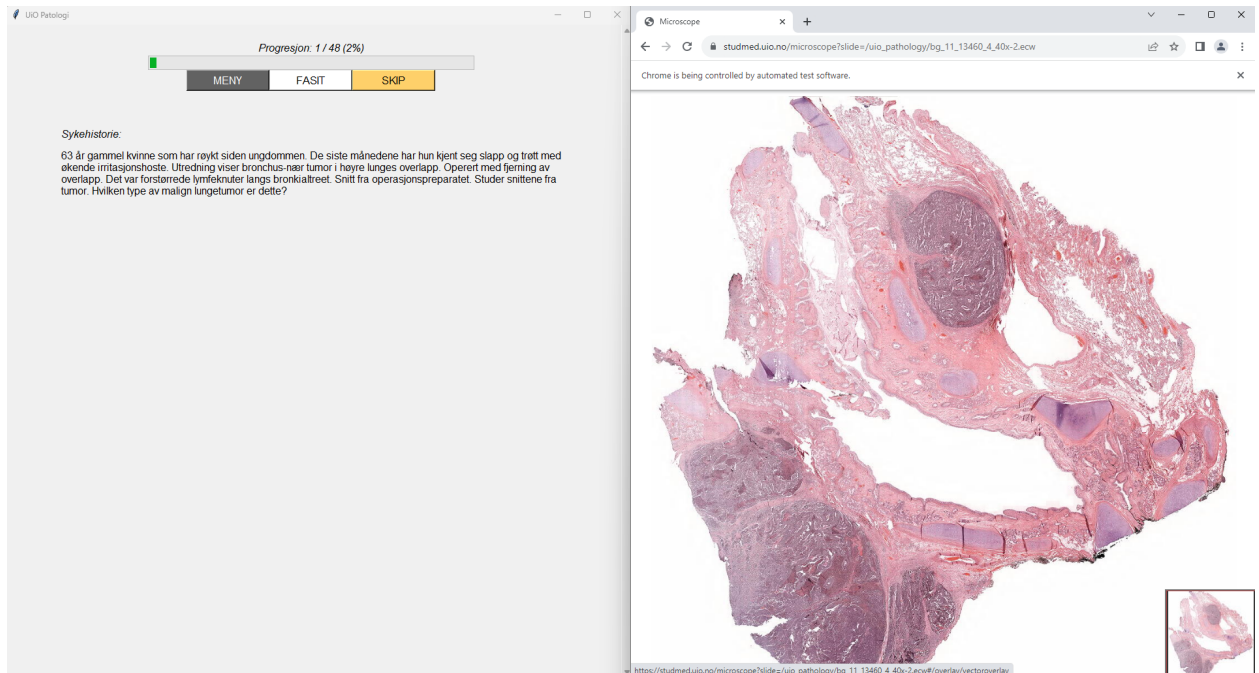 UiO Patologi
Progresjon: 1 / 48 (2%)
MENY
FASIT
SKIP
Sykehistorie:
63 år gammel kvinne som har røykt siden ungdommen. De siste månedene har hun kjent seg slapp og trøtt med
økende irritasjonshoste. Utredning viser bronchus-nær tumor i høyre lunges overlapp. Operert med fjerning av
overlapp. Det var forstørrede lymfeknuter langs bronkialtreet. Snitt fra operasjonspreparatet. Studer snittene fra
tumor. Hvilken type av malign lungetumor er dette?
Microscope
studmed.uio.no/microscope?slide=/uio_pathology/bg_11_13460_4_40x-2.ecw
Chrome is being controlled by automated test software.
https://studmed.uio.no/microscope?slide=/uio_pathology/bg_11_13460_4_40x-2.ecw#/overlay/vectoroverlay